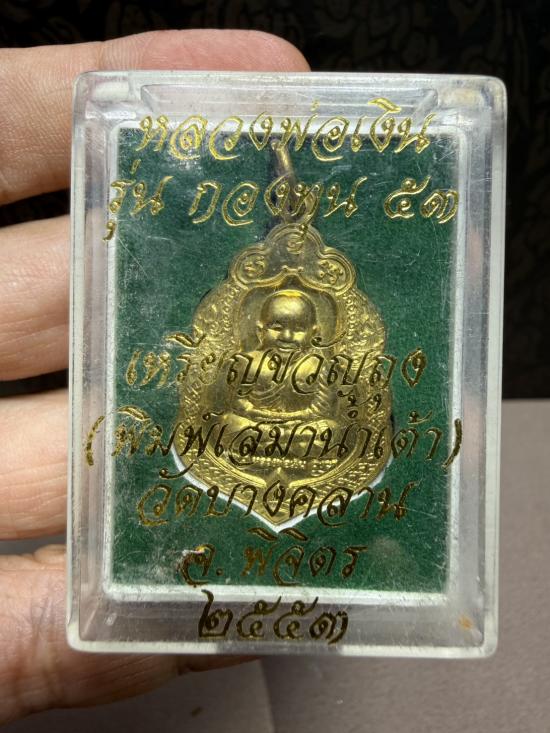 หลวงพ่อเงิน
รุ่น กองทุน ๕๓
เหรียญขวัญถุง
(พิมพ์เสมาน้ำเต้า)
วัดบางคลาน
จ. พิจิตร
๒๕๕๓